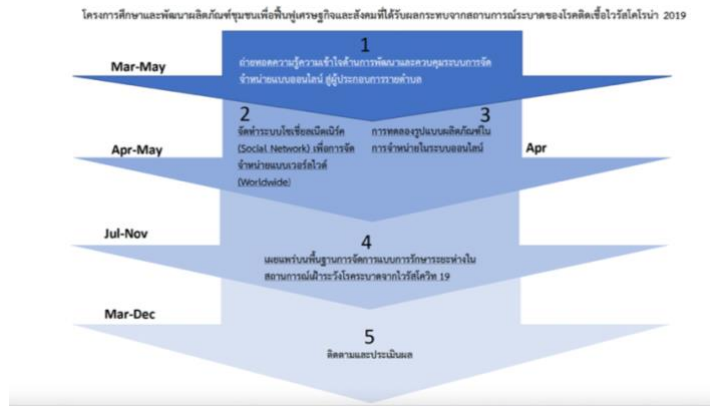 โครงการศึกษาและพัฒนาผลิตภัณฑ์ชุมชนเพื่อฟื้นฟูเศรษฐกิจและสังคมที่ได้รับผลกระทบจากสถานการณ์ระบาดของโรคติดเชื้อไวรัสโคโรน่า 2019
1
Mar-May
ถ่ายทอดความรู้ความเข้าใจด้านการพัฒนาและควบคุมระบบการจัด
จำหน่ายแบบออนไลน์ สู่ผู้ประกอบการรายตำบล
2
จัดทำระบบโซเชียลเน็ตเนิร์ค
(Social Network) เพื่อการจัด
จำหน่ายแบบเวอร์ลไวด์
(Worldwide)
3
การทดลองรูปแบบผลิตภัณฑ์ใน
การจำหน่ายในระบบออนไลน์
Apr-May
Apr
Jul-Nov
4
เผยแพร่บนพื้นฐานการจัดการแบบการรักษาระยะห่างใน
สถานการณ์เฝ้าระวังโรคระบาดจากไวรัสโควิท 19
Mar-Dec
5
ติดตามและประเมินผล